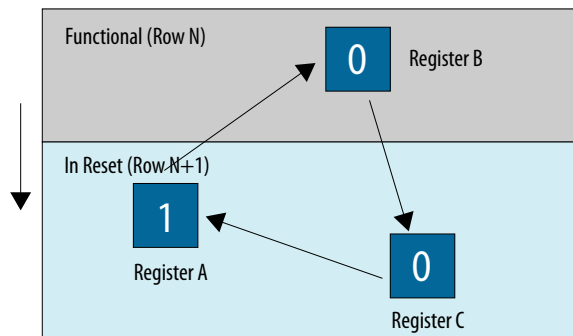 Functional (Row N)
0
Register B
In Reset (Row N+1)
1
Register A
0
Register C